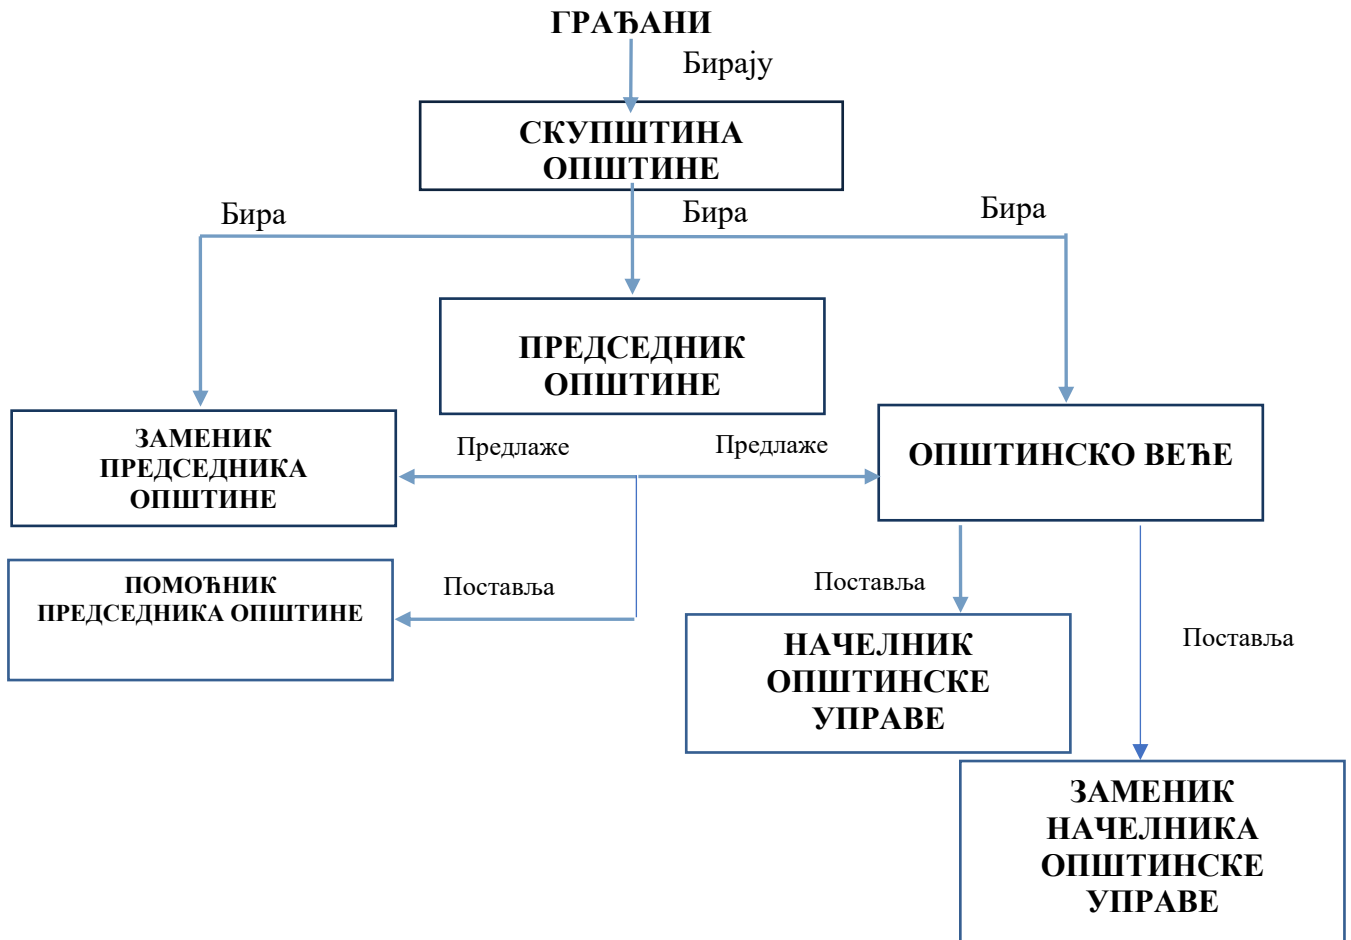 ГРАЂАНИ
Бирају
СКУПШТИНА
ОПШТИНЕ
Бира
Бира
Бира
ПРЕДСЕДНИК
ОПШТИНЕ
ЗАМЕНИК
ПРЕДСЕДНИКА
ОПШТИНЕ
Предлаже
Предлаже
ОПШТИНСКО ВЕЋЕ
ПОМОЋНИК
ПРЕДСЕДНИКА ОПШТИНЕ
Поставља
Поставља
НАЧЕЛНИК
ОПШТИНСКЕ
УПРАВЕ
Поставља
ЗАМЕНИК
НАЧЕЛНИКА
ОПШТИНСКЕ
УПРАВЕ